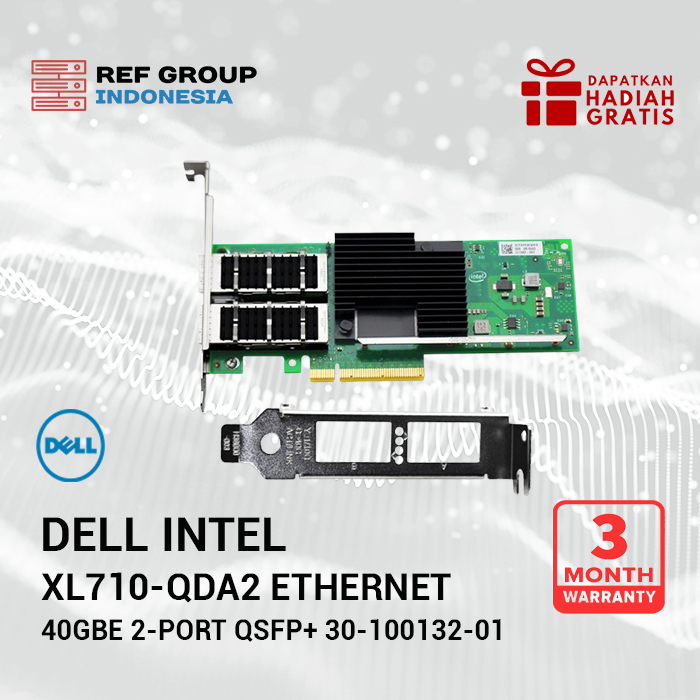 REF GROUP
INDONESIA
DAPATKAN
HADIAH
GRATIS
intel
DELL
DELL INTEL
XL710-QDA2 ETHERNET
40GBE 2-PORT QSFP+ 30-100132-01
3
MONTH
WARRANTY